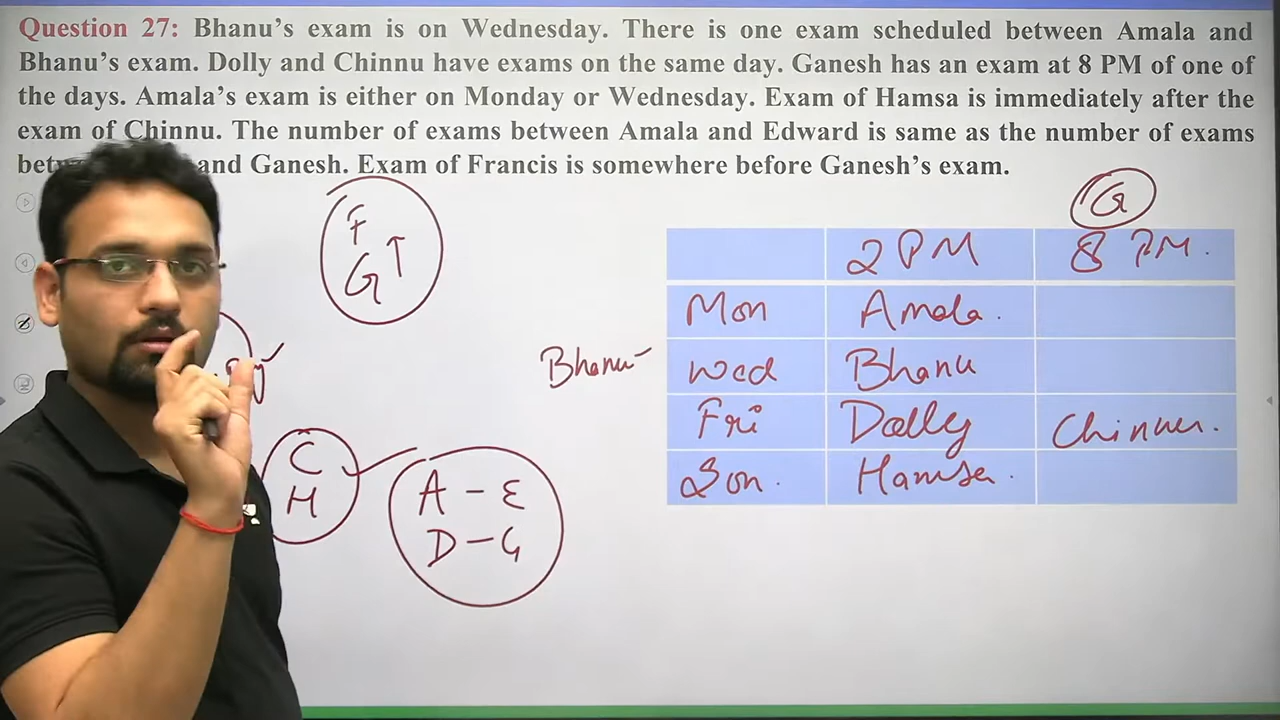 Question 27: Bhanu's exam is on Wednesday. There is one exam scheduled between Amala and
Bhanu's exam. Dolly and Chinnu have exams on the same day. Ganesh has an exam at 8 PM of one of
the days. Amala's exam is either on Monday or Wednesday. Exam of Hamsa is immediately after the
exam of Chinnu. The number of exams between Amala and Edward is same as the number of exams
and Ganesh. Exam of Francis is somewhere before Ganesh's exam.
F
G
G
2 PM 8 PM.
Mon Amala.
Bhanu Wed Bhanu
Fri Dolly Chinnu.
Son. Hamsa.
C
H
A - E
D - G